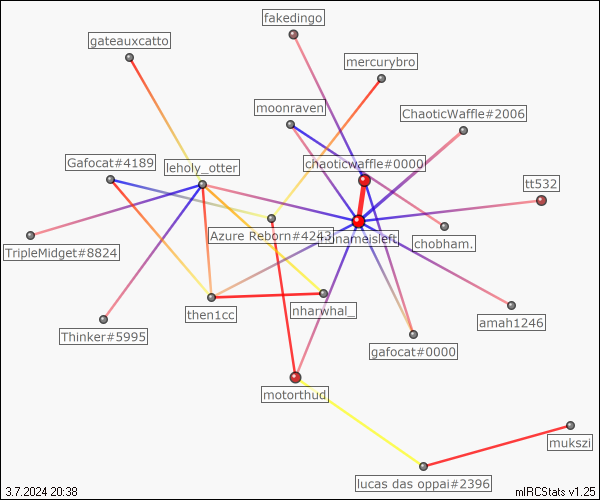 fakedingo
gateauxcatto
mercurybro
moonraven
ChaoticWaffle#2006
Gafocat#4189
leholy_otter
chaoticwaffle#0000
tt532
Azure Reborn#4243
TripleMidget#8824
chobham.
then1cc
nharwhal_
amah1246
Thinker#5995
gafocat#0000
motorthud
mukszi
lucas das oppai#2396
3.7.2024 20:38
mIRCStats v1.25